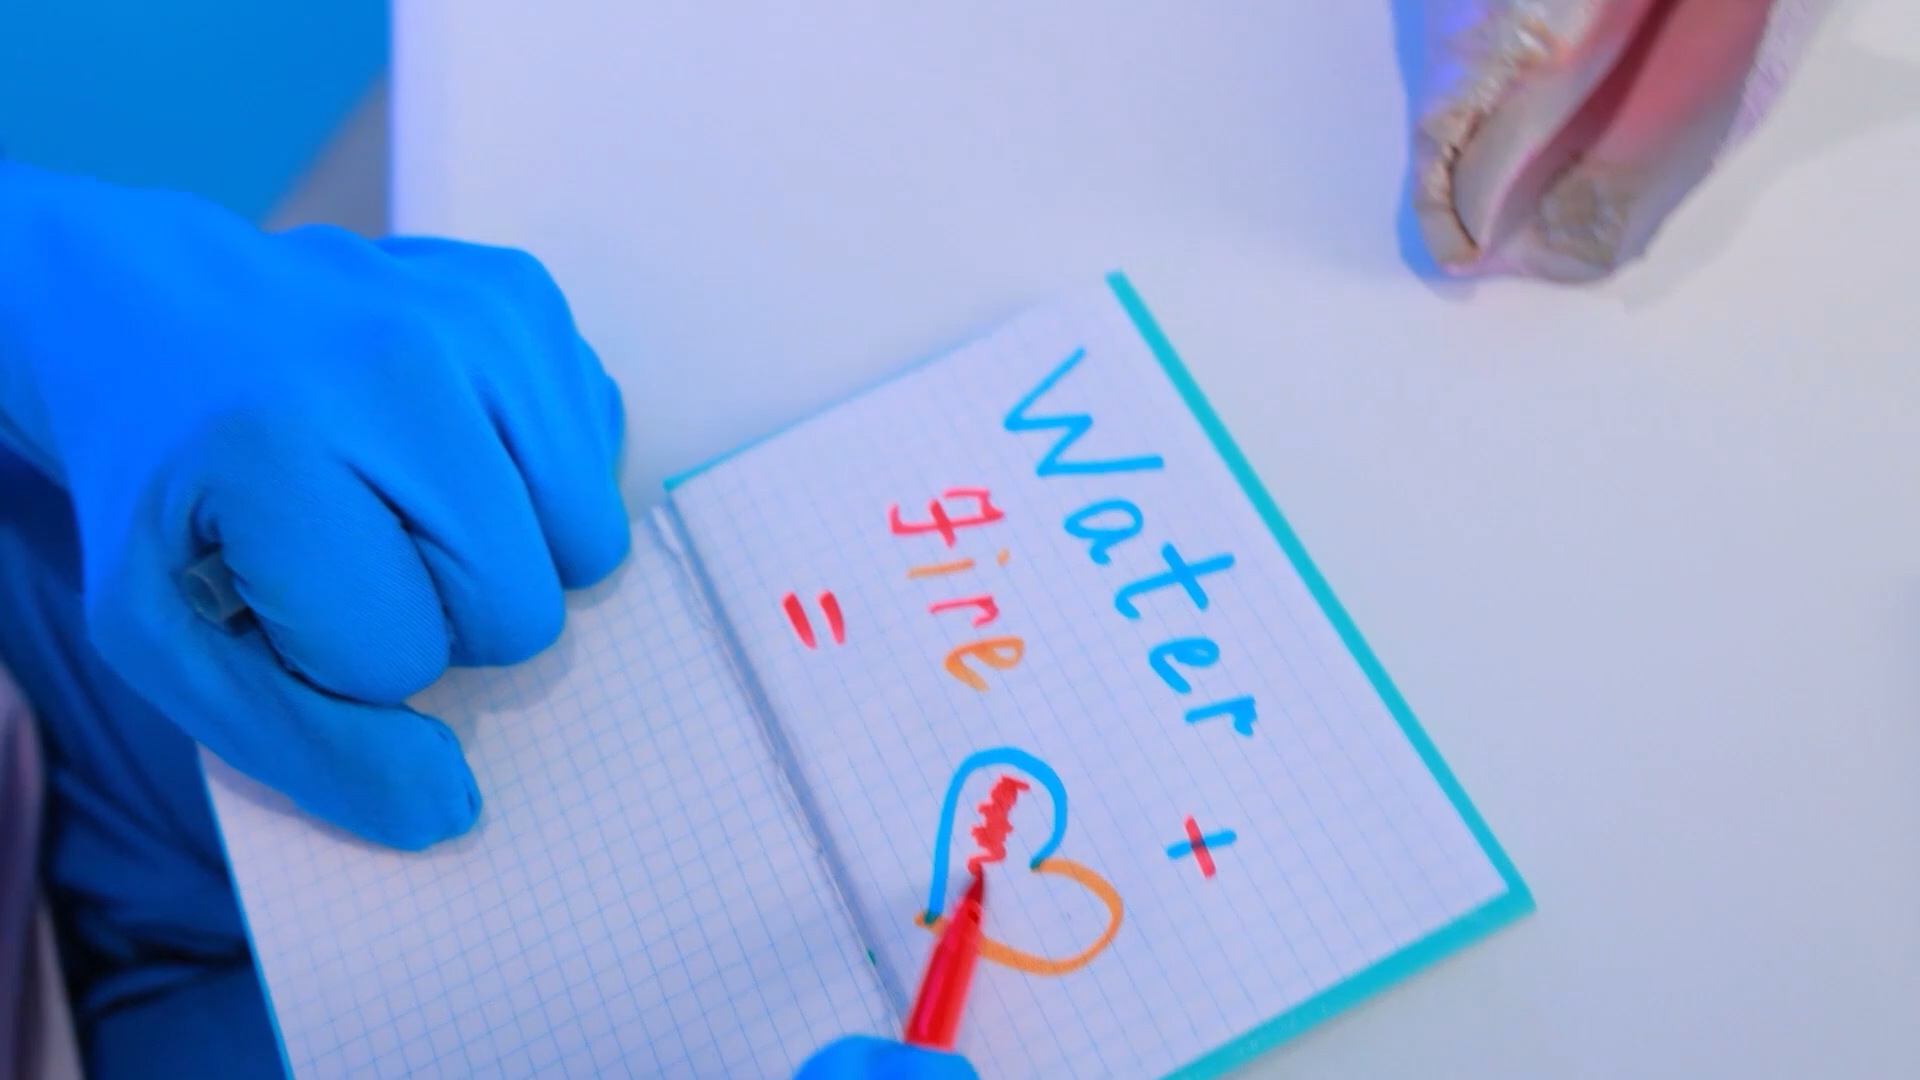 Water +
fire
=